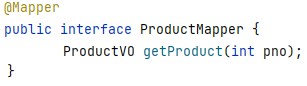 @Mapper
public interface ProductMapper {
ProductVO getProduct(int pno);
}